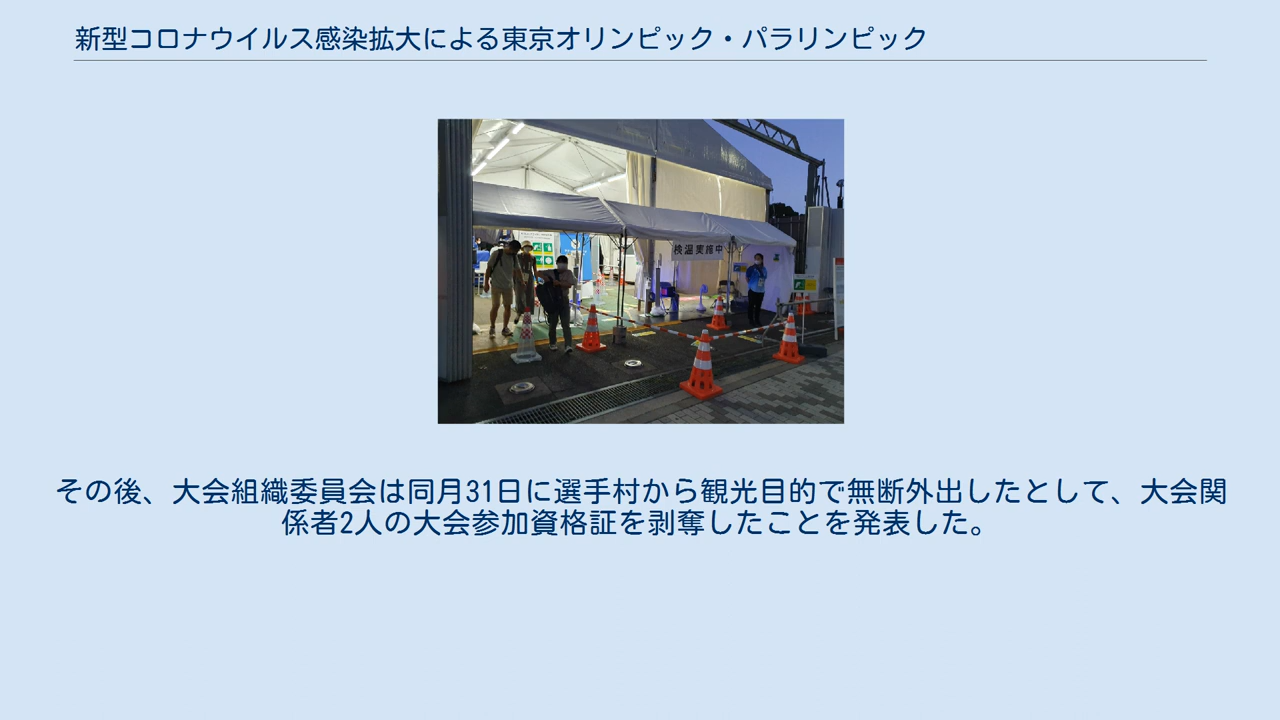 新型コロナウイルス感染拡大による東京オリンピック・パラリンピック
検温実施中
その後、大会組織委員会は同月31日に選手村から観光目的で無断外出したとして、大会関
係者2人の大会参加資格証を剥奪したことを発表した。